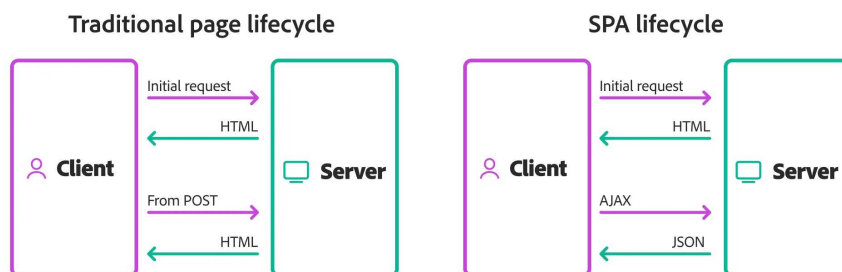 Traditional page lifecycle
Initial request
HTML
Client
Server
From POST
HTML
SPA lifecycle
Initial request
HTML
Client
Server
AJAX
JSON